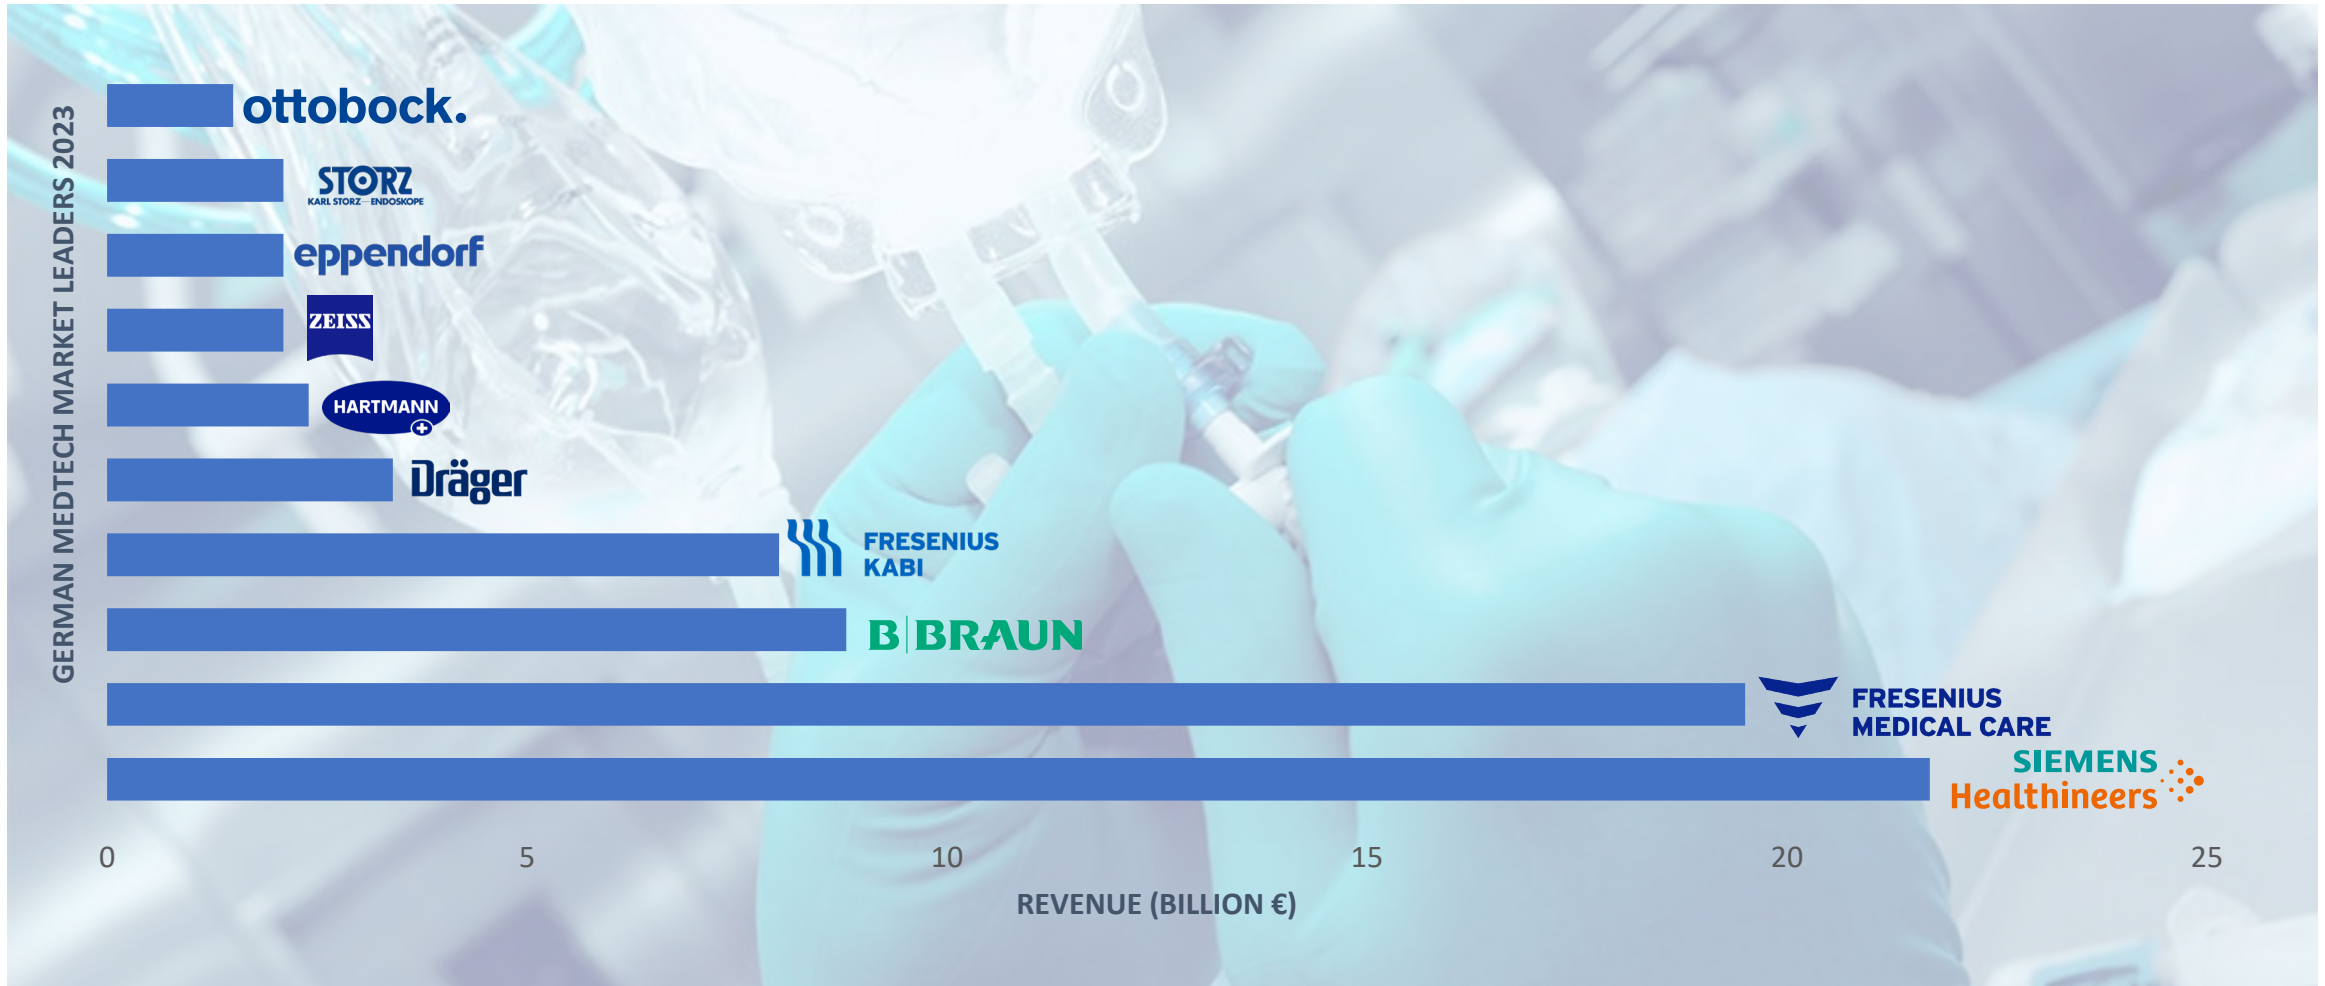 GERMAN MEDTECH MARKET LEADERS 2023
ottobock.
STORZ
KARL STORZ—ENDOSKOPE
eppendorf
ZEISS
HARTMANN
Dräger
FRESENIUS
KABI
B|BRAUN
FRESENIUS
MEDICAL CARE
SIEMENS
Healthineers
0 5 10 15 20 25
REVENUE (BILLION €)